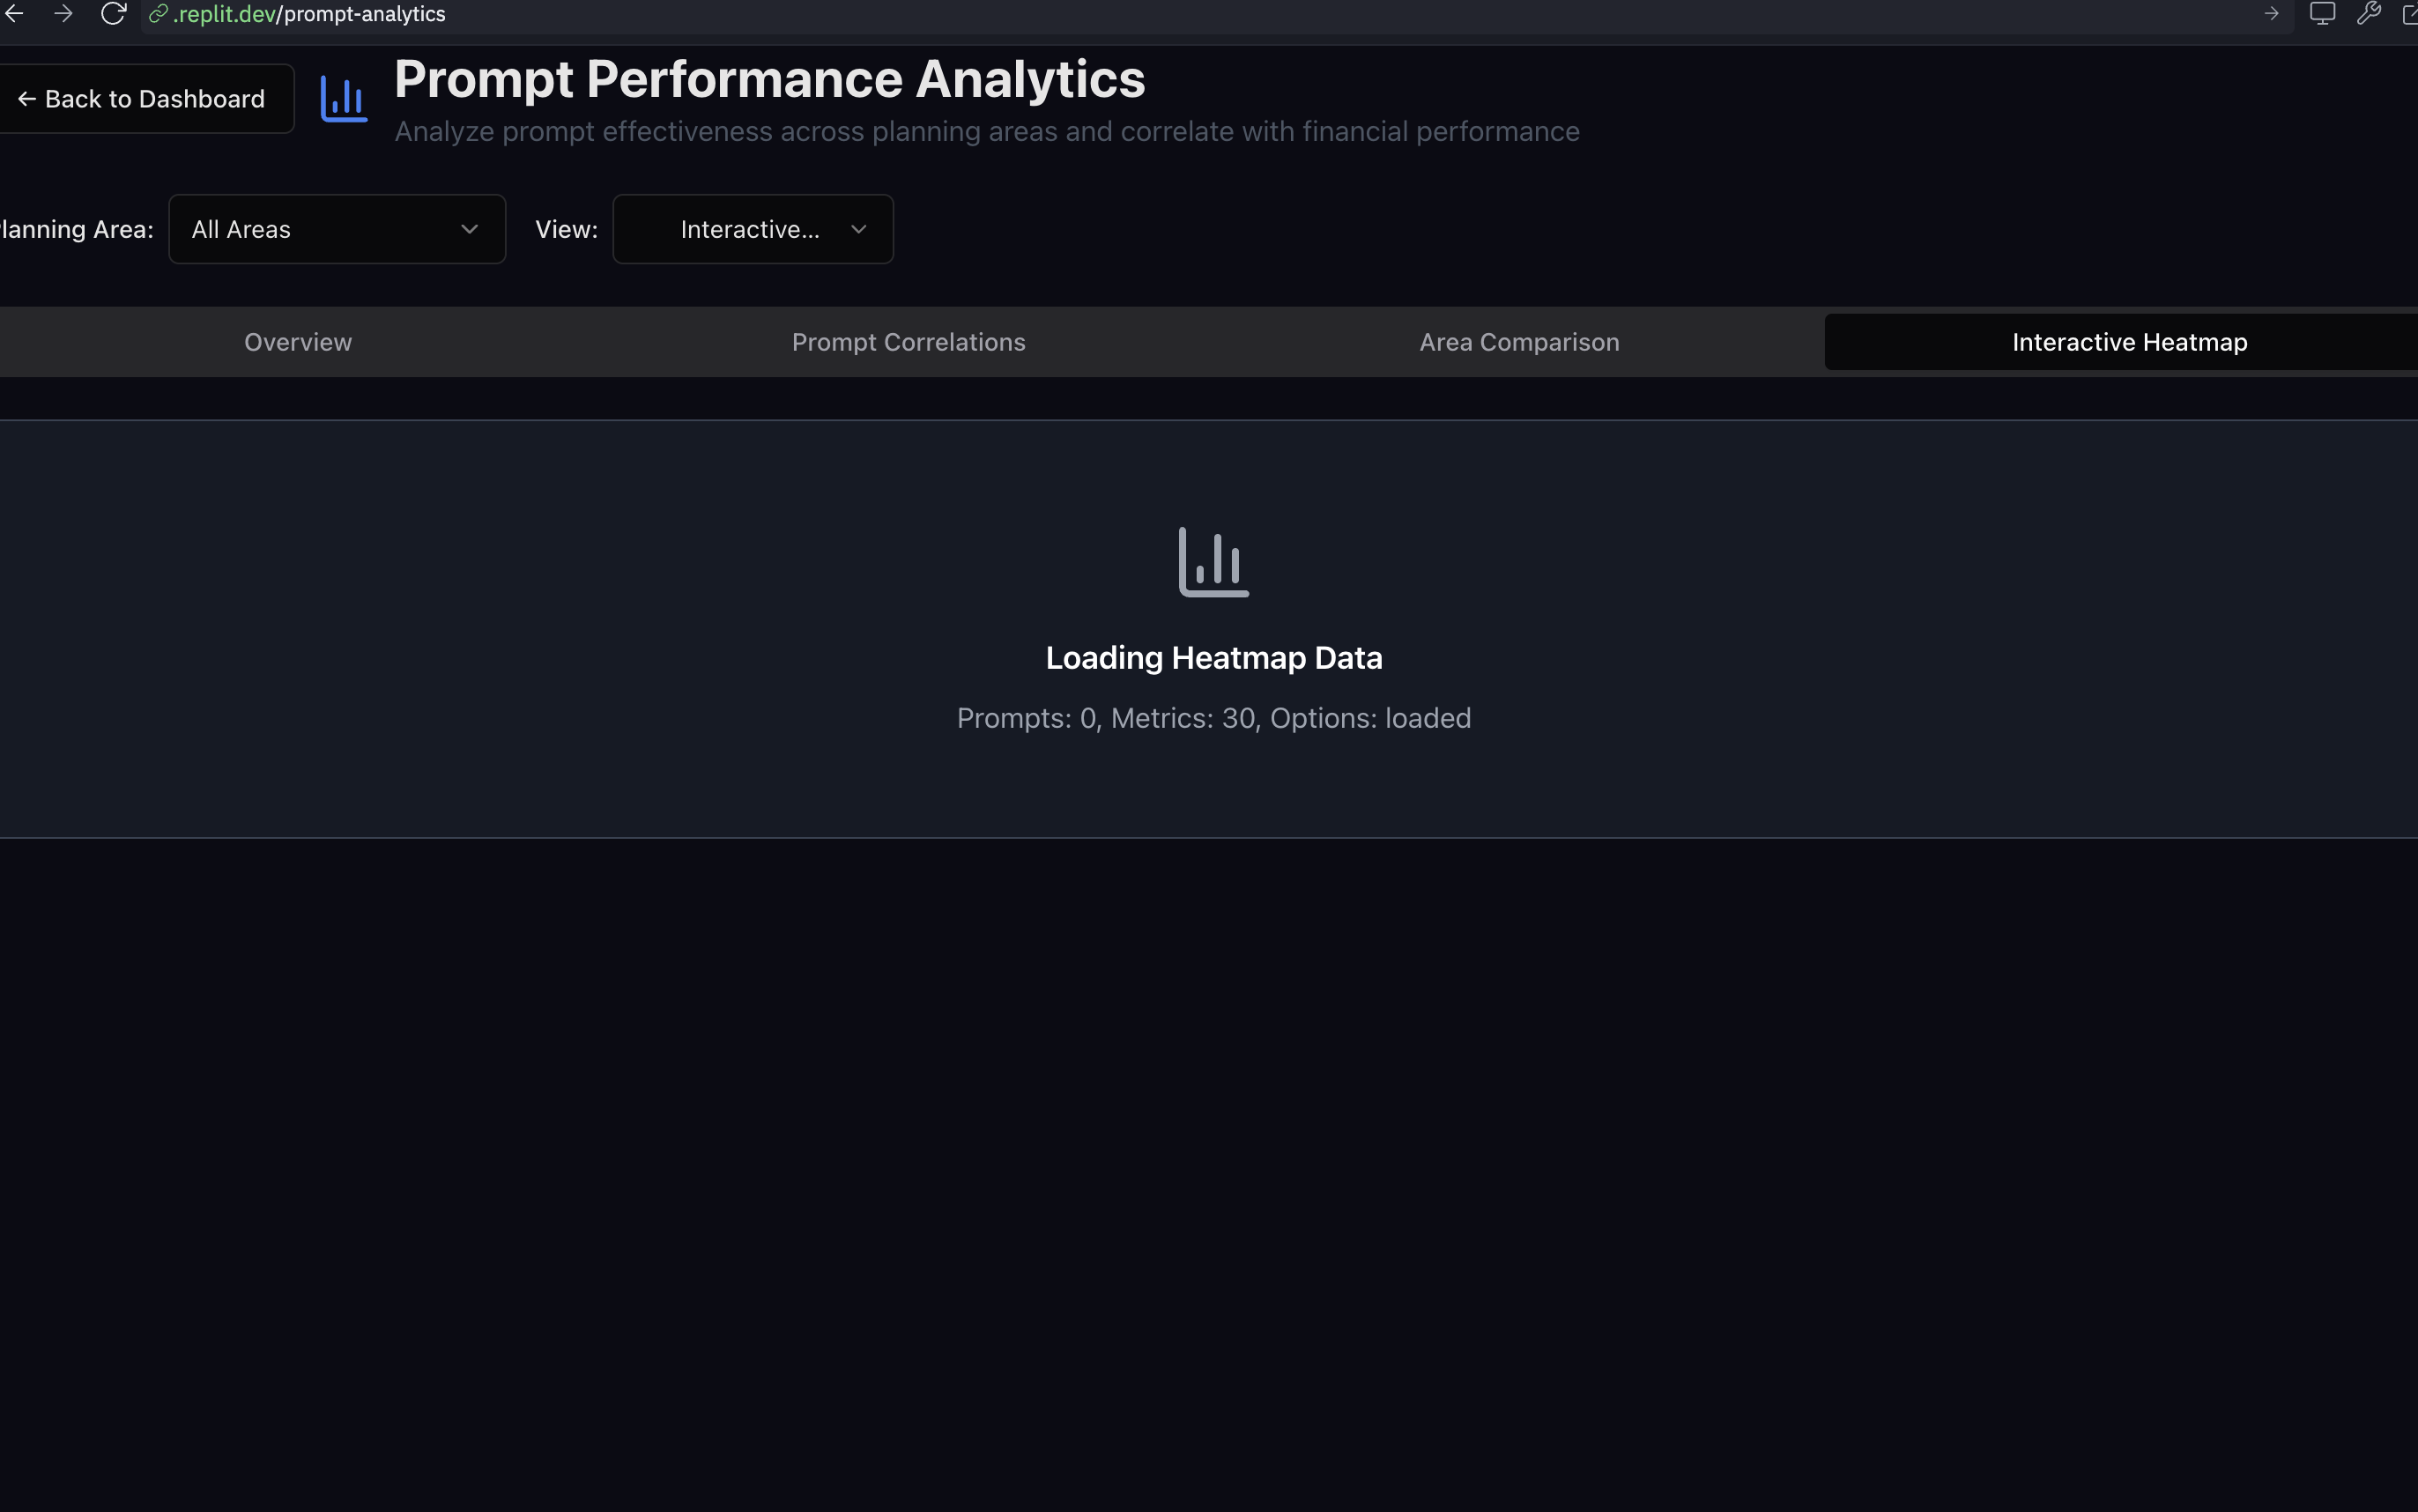 .replit.dev/prompt-analytics
← Back to Dashboard
Prompt Performance Analytics
Analyze prompt effectiveness across planning areas and correlate with financial performance
lanning Area:
All Areas
View:
Interactive...
Overview
Prompt Correlations
Area Comparison
Interactive Heatmap
Loading Heatmap Data
Prompts: 0, Metrics: 30, Options: loaded